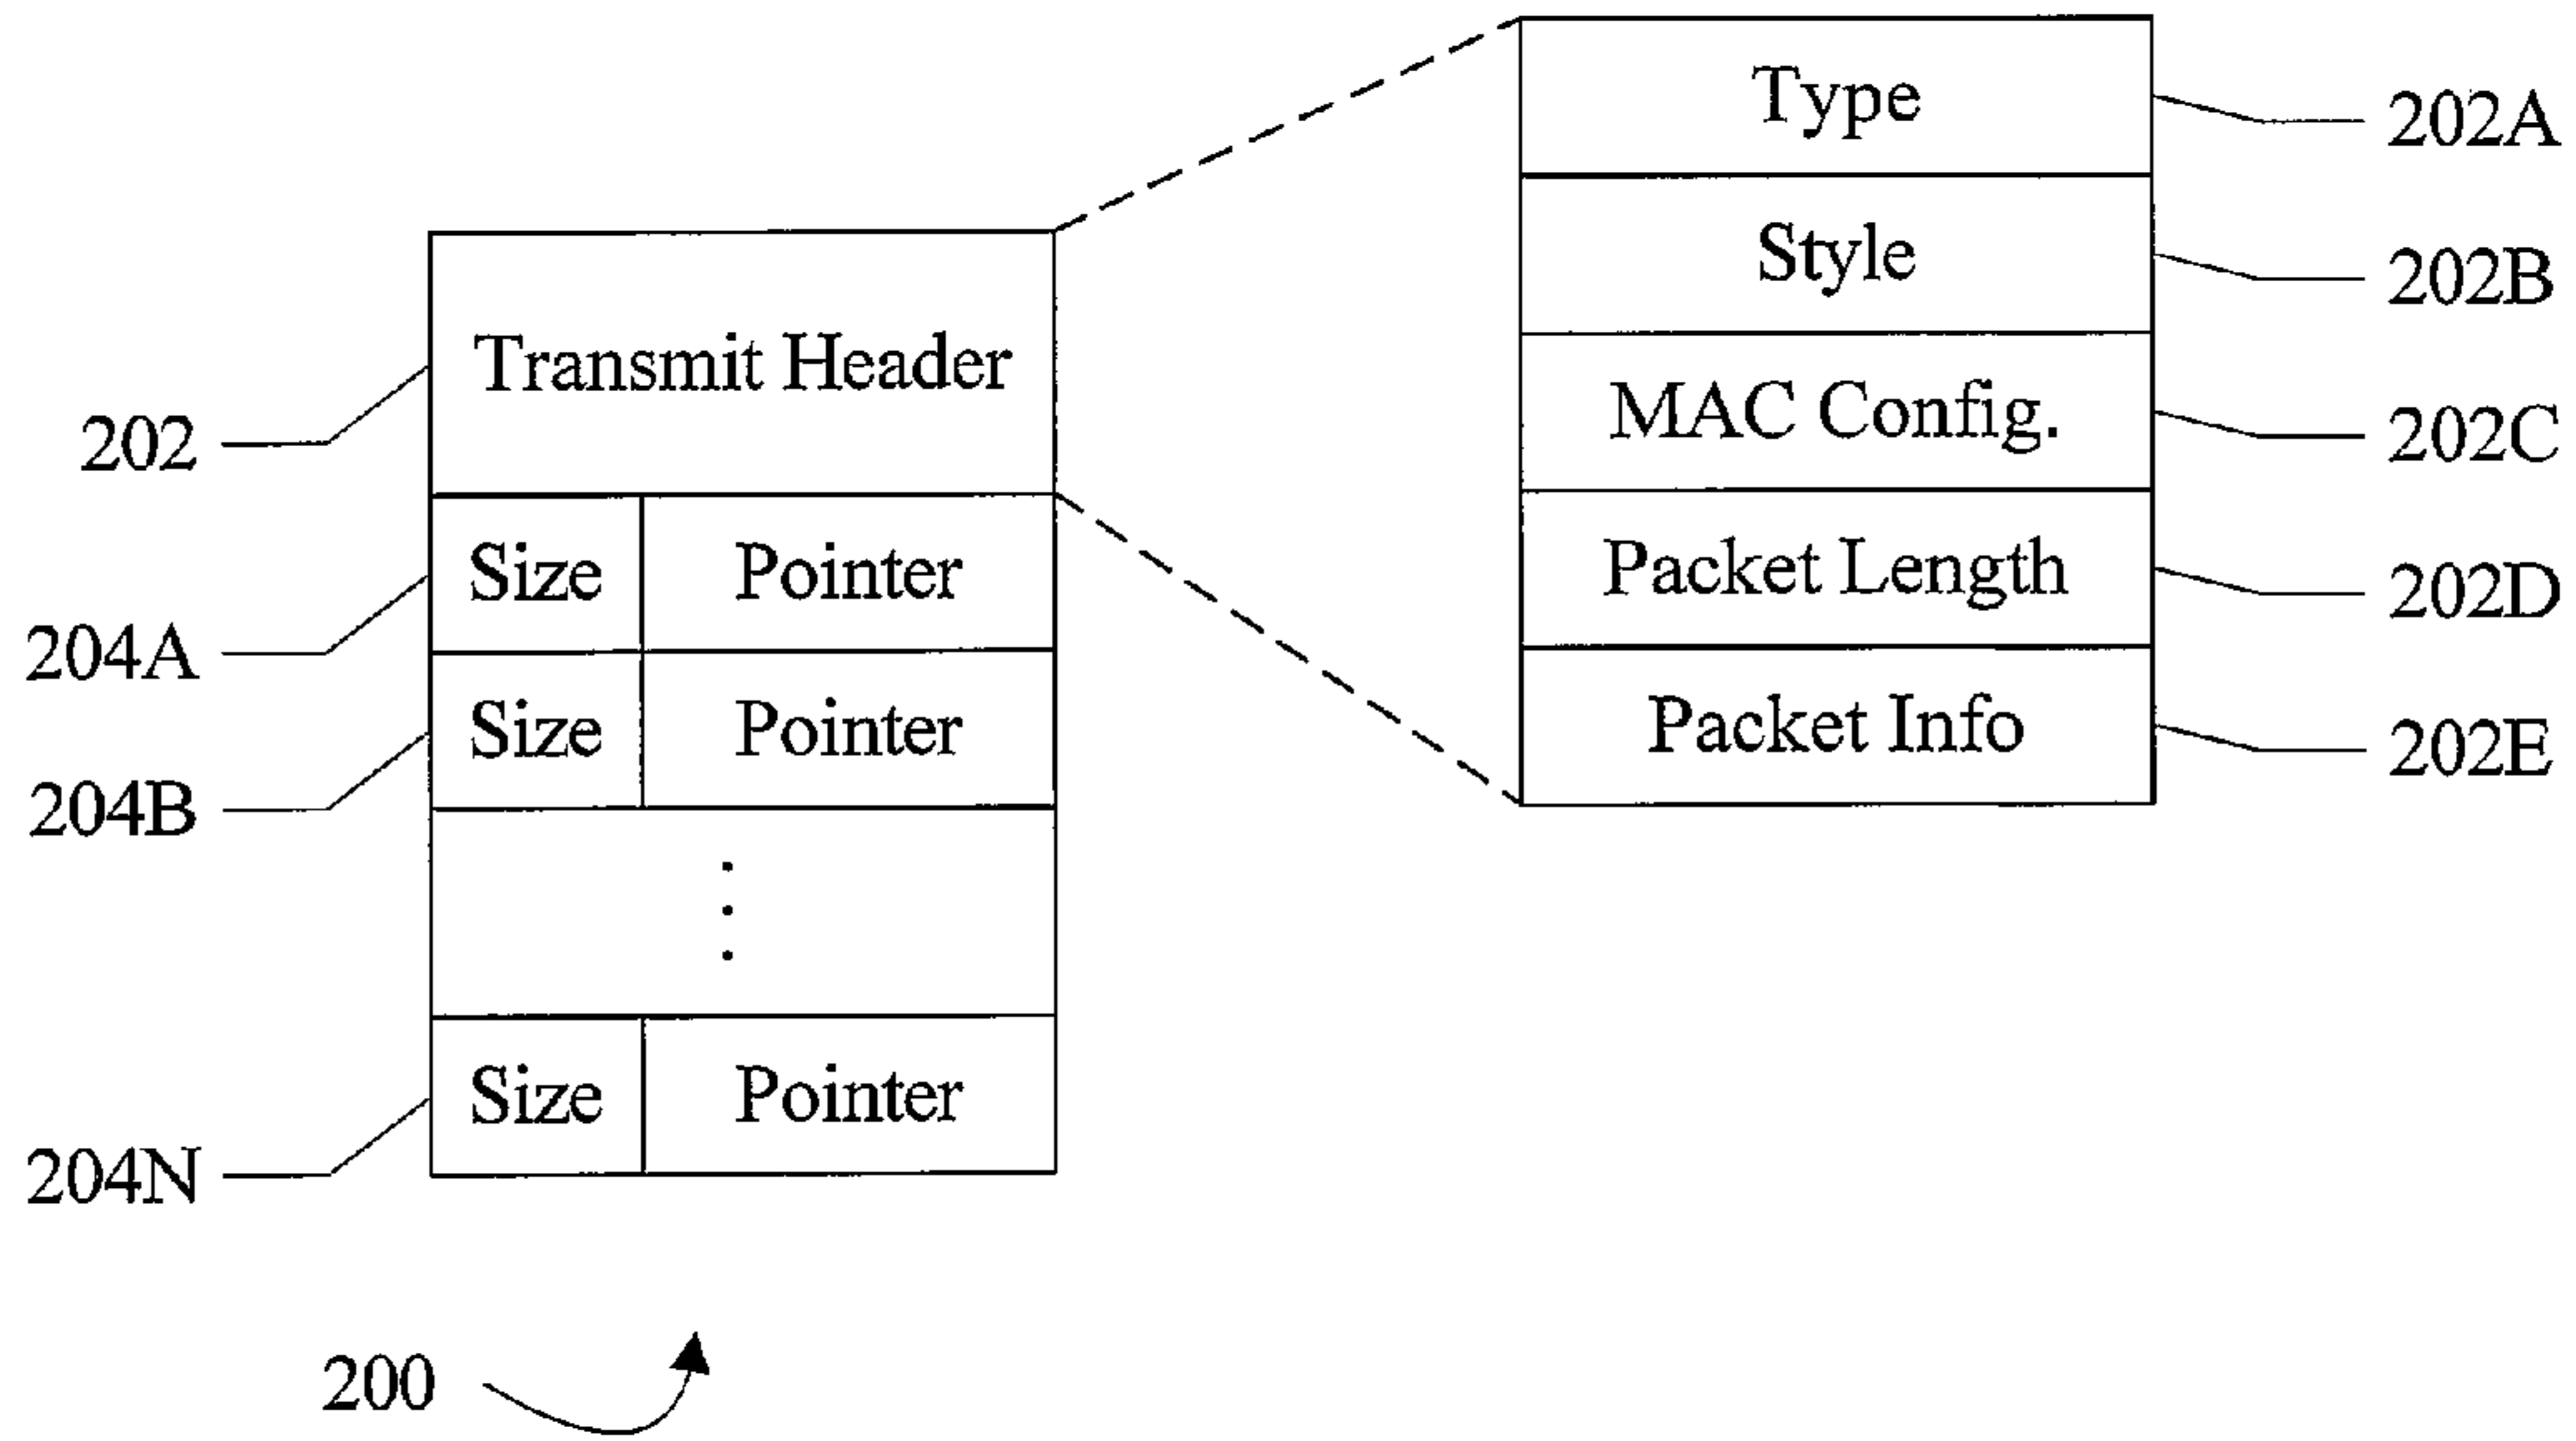 Type
202A
Style
202B
MAC Config.
202C
Packet Length
202D
Packet Info
202E
Transmit Header
202
Size Pointer
204A
Size Pointer
204B
Size Pointer
204N
200